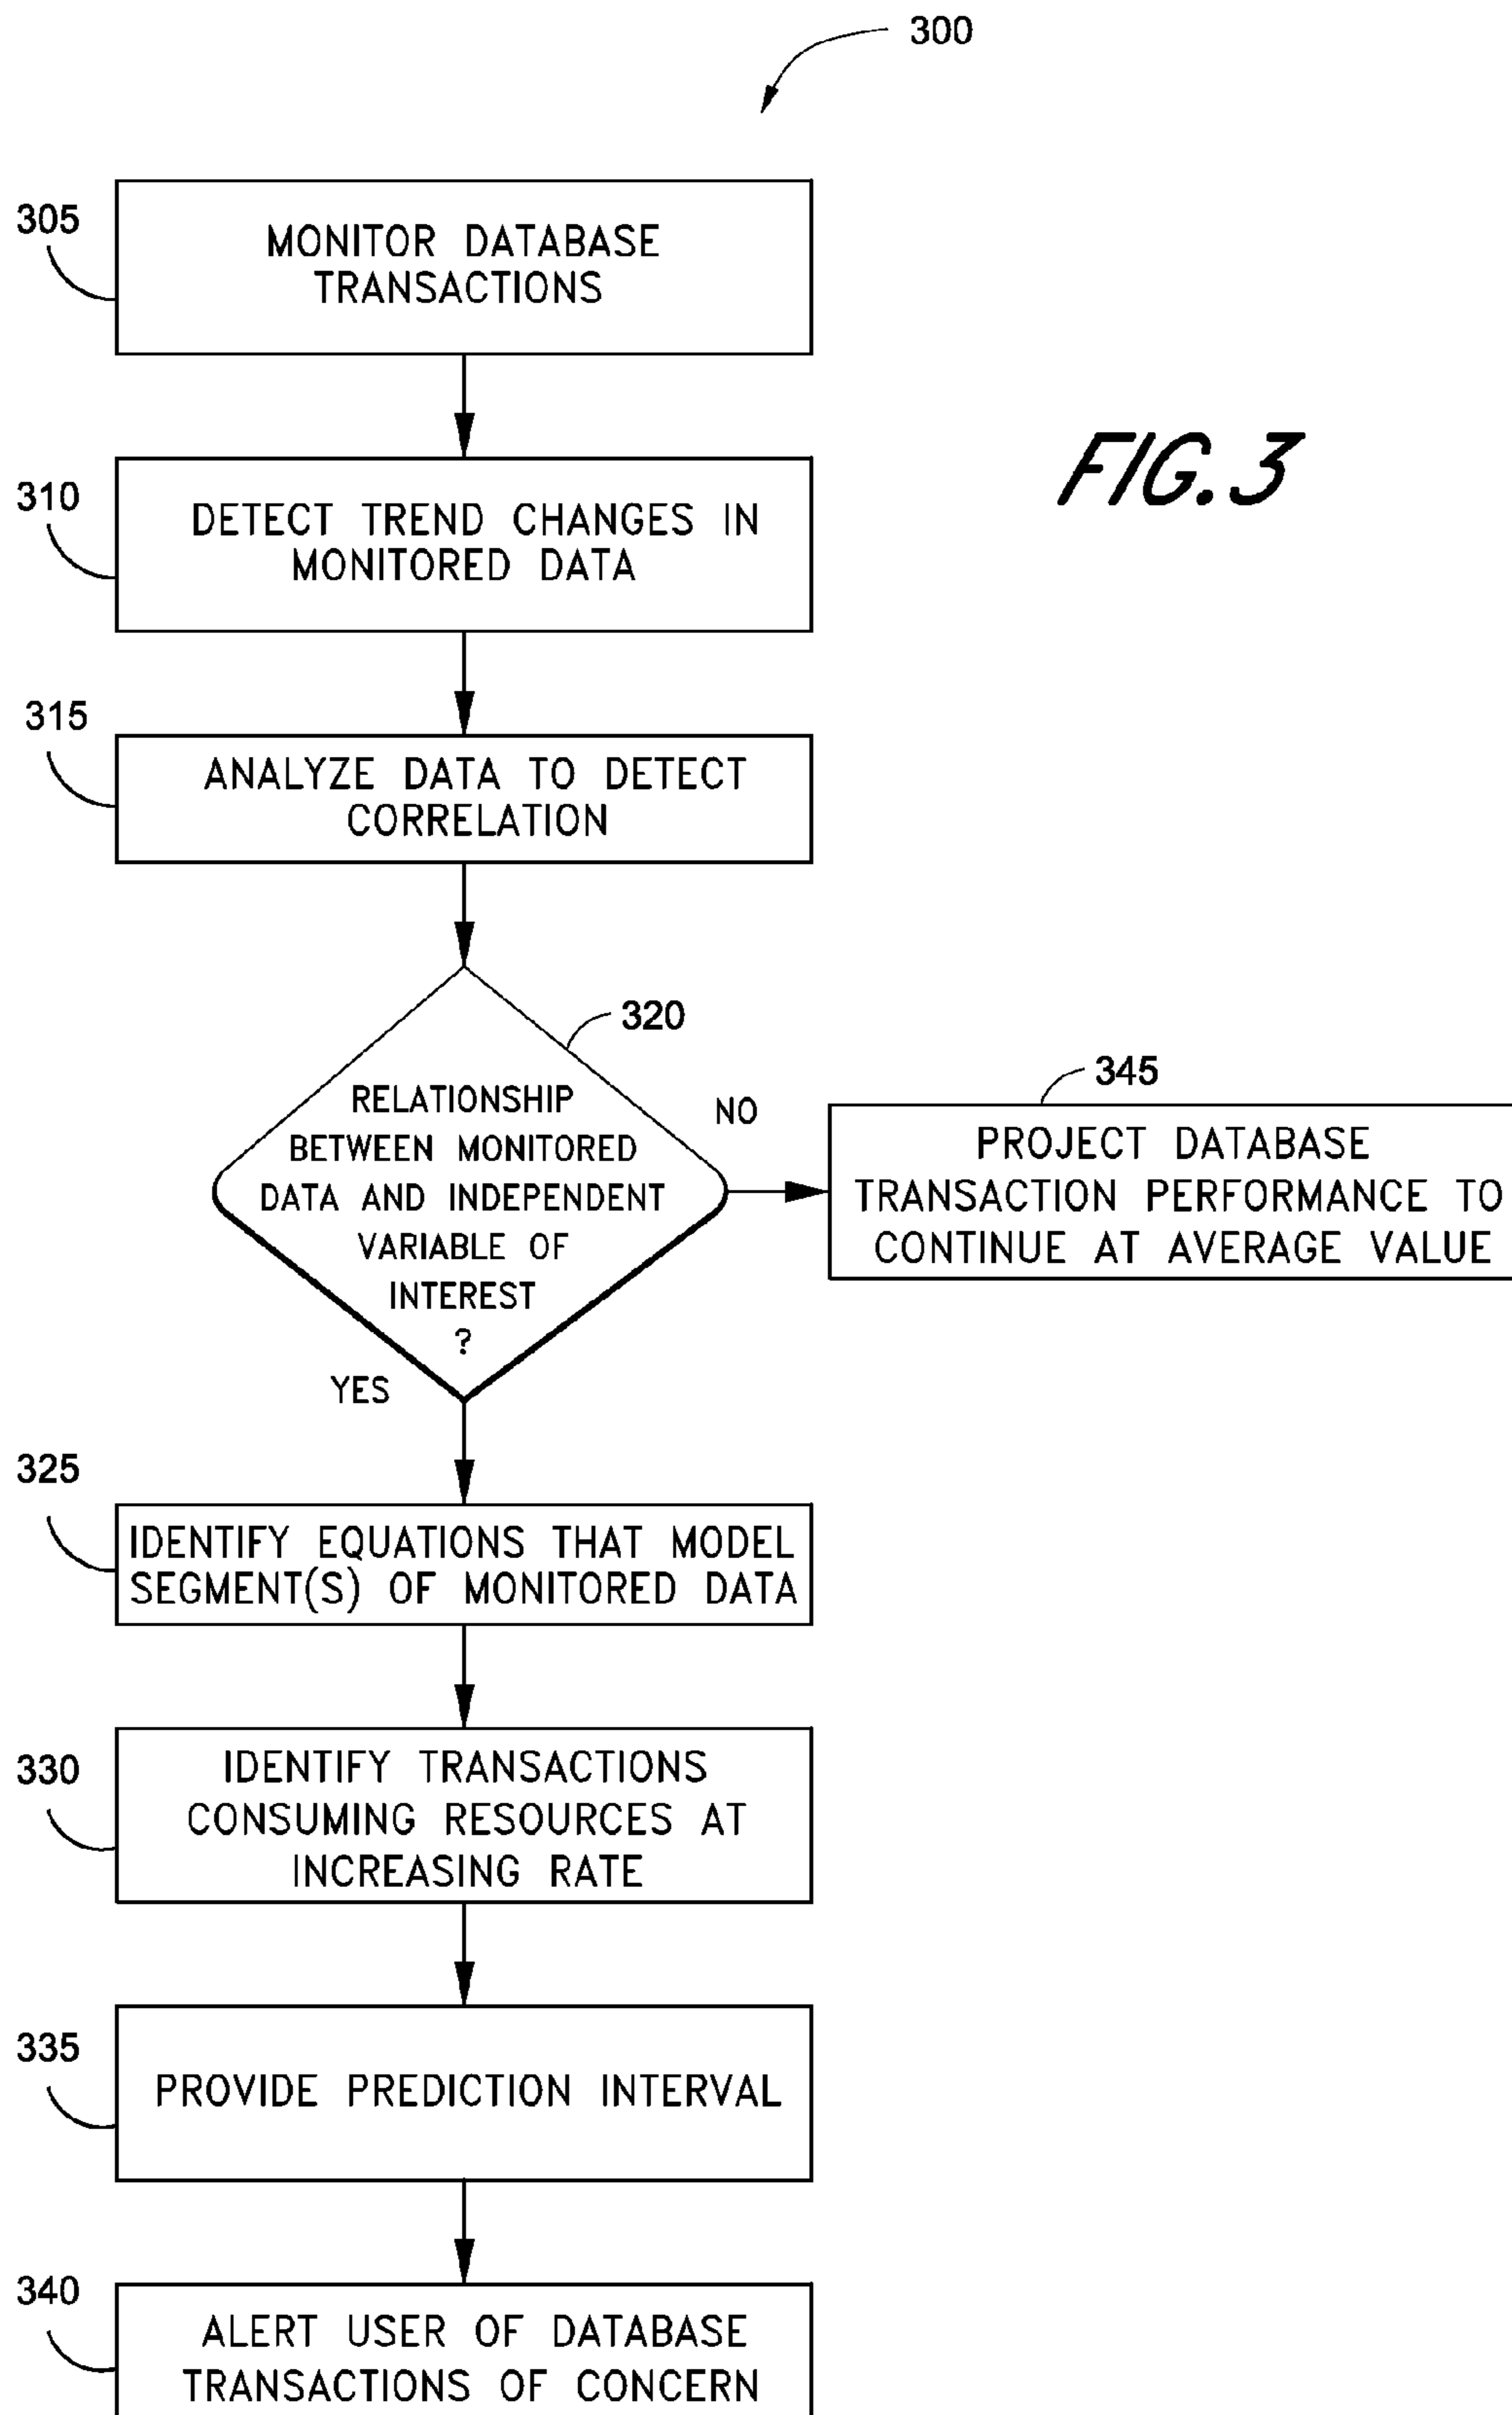 300
305
MONITOR DATABASE
TRANSACTIONS
FIG. 3
310
DETECT TREND CHANGES IN
MONITORED DATA
315
ANALYZE DATA TO DETECT
CORRELATION
320
RELATIONSHIP
BETWEEN MONITORED
DATA AND INDEPENDENT
VARIABLE OF
INTEREST
?
NO
345
PROJECT DATABASE
TRANSACTION PERFORMANCE TO
CONTINUE AT AVERAGE VALUE
YES
325
IDENTIFY EQUATIONS THAT MODEL
SEGMENT(S) OF MONITORED DATA
330
IDENTIFY TRANSACTIONS
CONSUMING RESOURCES AT
INCREASING RATE
335
PROVIDE PREDICTION INTERVAL
340
ALERT USER OF DATABASE
TRANSACTIONS OF CONCERN